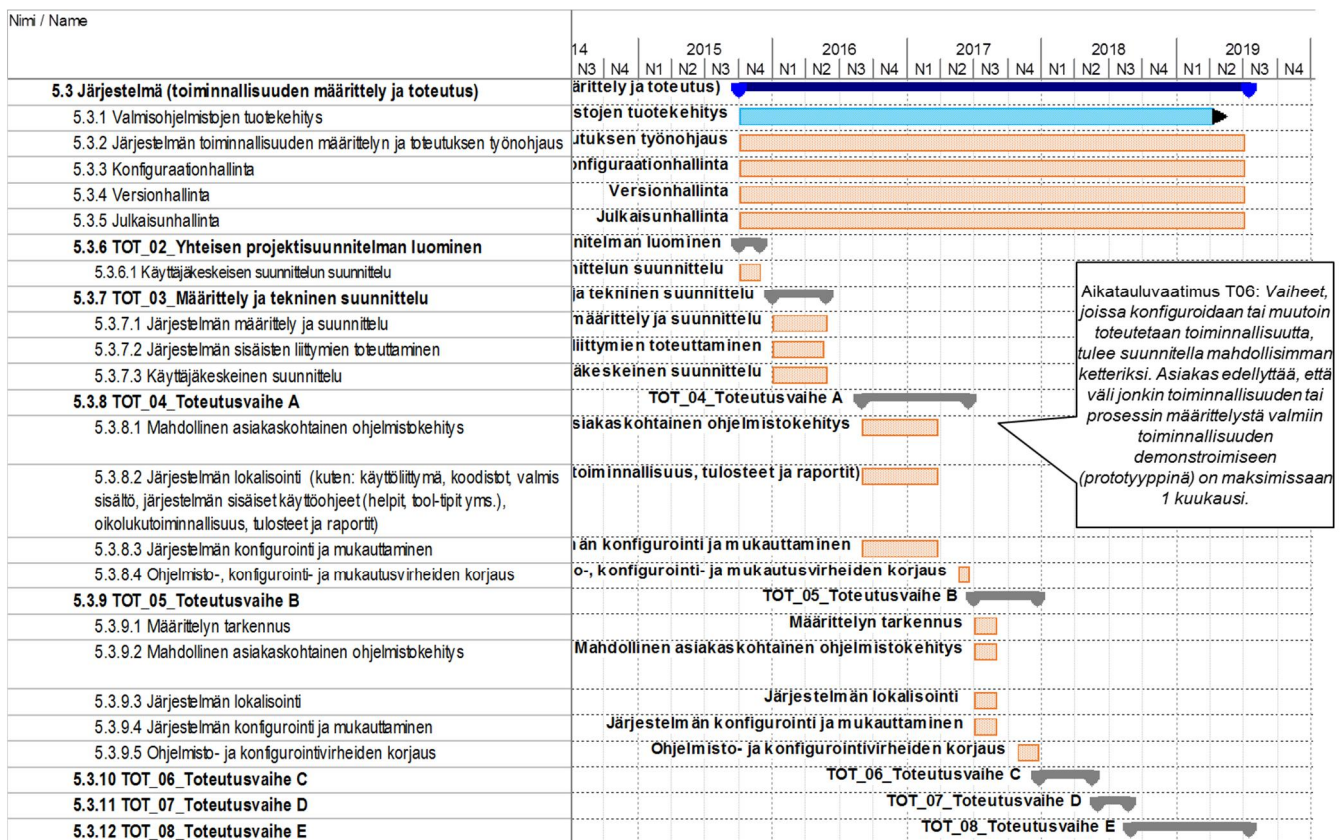 Nimi / Name
14 2015 2016 2017 2018 2019
N3 N4 N1 N2 N3 N4 N1 N2 N3 N4 N1 N2 N3 N4 N1 N2 N3 N4 N1 N2 N3 N4
5.3 Järjestelmä (toiminnallisuuden määrittely ja toteutus)
ärittely ja toteutus)
5.3.1 Valmisohjelmistojen tuotekehitys
stojen tuotekehitys
5.3.2 Järjestelmän toiminnallisuuden määrittelyn ja toteutuksen työnohjaus
utuksen työnohjaus
5.3.3 Konfiguraationhallinta
onfiguraationhallinta
5.3.4 Versionhallinta
Versionhallinta
5.3.5 Julkaisunhallinta
Julkaisunhallinta
5.3.6 TOT_02_Yhteisen projektisuunnitelman luominen
nitelman luominen
5.3.6.1 Käyttäjäkeskeisen suunnittelun suunnittelu
nittelun suunnittelu
5.3.7 TOT_03_Määrittely ja tekninen suunnittelu
ja tekninen suunnittelu
5.3.7.1 Järjestelmän määrittely ja suunnittelu
määrittely ja suunnittelu
5.3.7.2 Järjestelmän sisäisten liittymien toteuttaminen
liittymien toteuttaminen
5.3.7.3 Käyttäjäkeskeinen suunnittelu
äkeskeinen suunnittelu
5.3.8 TOT_04_Toteutusvaihe A
TOT_04_Toteutusvaihe A
5.3.8.1 Mahdollinen asiakaskohtainen ohjelmistokehitys
siakaskohtainen ohjelmistokehitys
5.3.8.2 Järjestelmän lokalisointi (kuten: käyttöliittymä, koodistot, valmis
sisältö, järjestelmän sisäiset käyttöohjeet (helpit, tool-tipit yms.),
oikolukutoiminnallisuus, tulosteet ja raportit)
toiminnallisuus, tulosteet ja raportit)
5.3.8.3 Järjestelmän konfigurointi ja mukauttaminen
än konfigurointi ja mukauttaminen
5.3.8.4 Ohjelmisto-, konfigurointi- ja mukautusvirheiden korjaus
o-, konfigurointi- ja mukautusvirheiden korjaus
5.3.9 TOT_05_Toteutusvaihe B
TOT_05_Toteutusvaihe B
5.3.9.1 Määrittelyn tarkennus
Määrittelyn tarkennus
5.3.9.2 Mahdollinen asiakaskohtainen ohjelmistokehitys
Mahdollinen asiakaskohtainen ohjelmistokehitys
5.3.9.3 Järjestelmän lokalisointi
Järjestelmän lokalisointi
5.3.9.4 Järjestelmän konfigurointi ja mukauttaminen
Järjestelmän konfigurointi ja mukauttaminen
5.3.9.5 Ohjelmisto- ja konfigurointivirheiden korjaus
Ohjelmisto- ja konfigurointivirheiden korjaus
5.3.10 TOT_06_Toteutusvaihe C
TOT_06_Toteutusvaihe C
5.3.11 TOT_07_Toteutusvaihe D
TOT_07_Toteutusvaihe D
5.3.12 TOT_08_Toteutusvaihe E
TOT_08_Toteutusvaihe E
Aikatauluvaatimus T06: Vaiheet,
joissa konfiguroidaan tai muutoin
toteutetaan toiminnallisuutta,
tulee suunnitella mahdollisimman
ketteriksi. Asiakas edellyttää, että
väli jonkin toiminnallisuuden tai
prosessin määrittelystä valmiin
toiminnallisuuden
demonstroimiseen
(prototyyppinä) on maksimissaan
1 kuukausi.